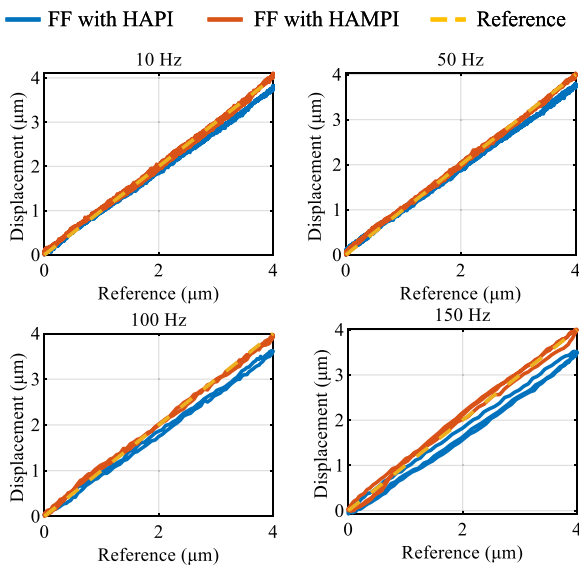 FF with HAPI FF with HAMPI Reference
10 Hz
Displacement (μm)
4
3
2
1
0
0 2 4
Reference (μm)
50 Hz
Displacement (μm)
4
3
2
1
0
0 2 4
Reference (μm)
100 Hz
Displacement (μm)
4
3
2
1
0
0 2 4
Reference (μm)
150 Hz
Displacement (μm)
4
3
2
1
0
0 2 4
Reference (μm)